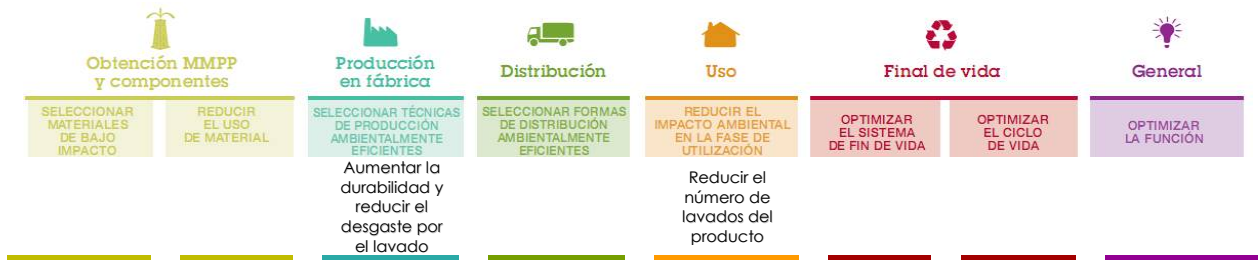 Obtención MMPP
y componentes
Producción
en fábrica
Distribución
Uso
Final de vida
General
SELECCIONAR
MATERIALES
DE BAJO
IMPACTO
REDUCIR
EL USO
DE MATERIAL
SELECCIONAR TÉCNICAS
DE PRODUCCIÓN
AMBIENTALMENTE
EFICIENTES
SELECCIONAR FORMAS
DE DISTRIBUCIÓN
AMBIENTALMENTE
EFICIENTES
REDUCIR EL
IMPACTO AMBIENTAL
EN LA FASE DE
UTILIZACIÓN
OPTIMIZAR
EL SISTEMA
DE FIN DE VIDA
OPTIMIZAR
EL CICLO
DE VIDA
OPTIMIZAR
LA FUNCIÓN
Aumentar la
durabilidad y
reducir el
desgaste por
el lavado
Reducir el
número de
lavados del
producto